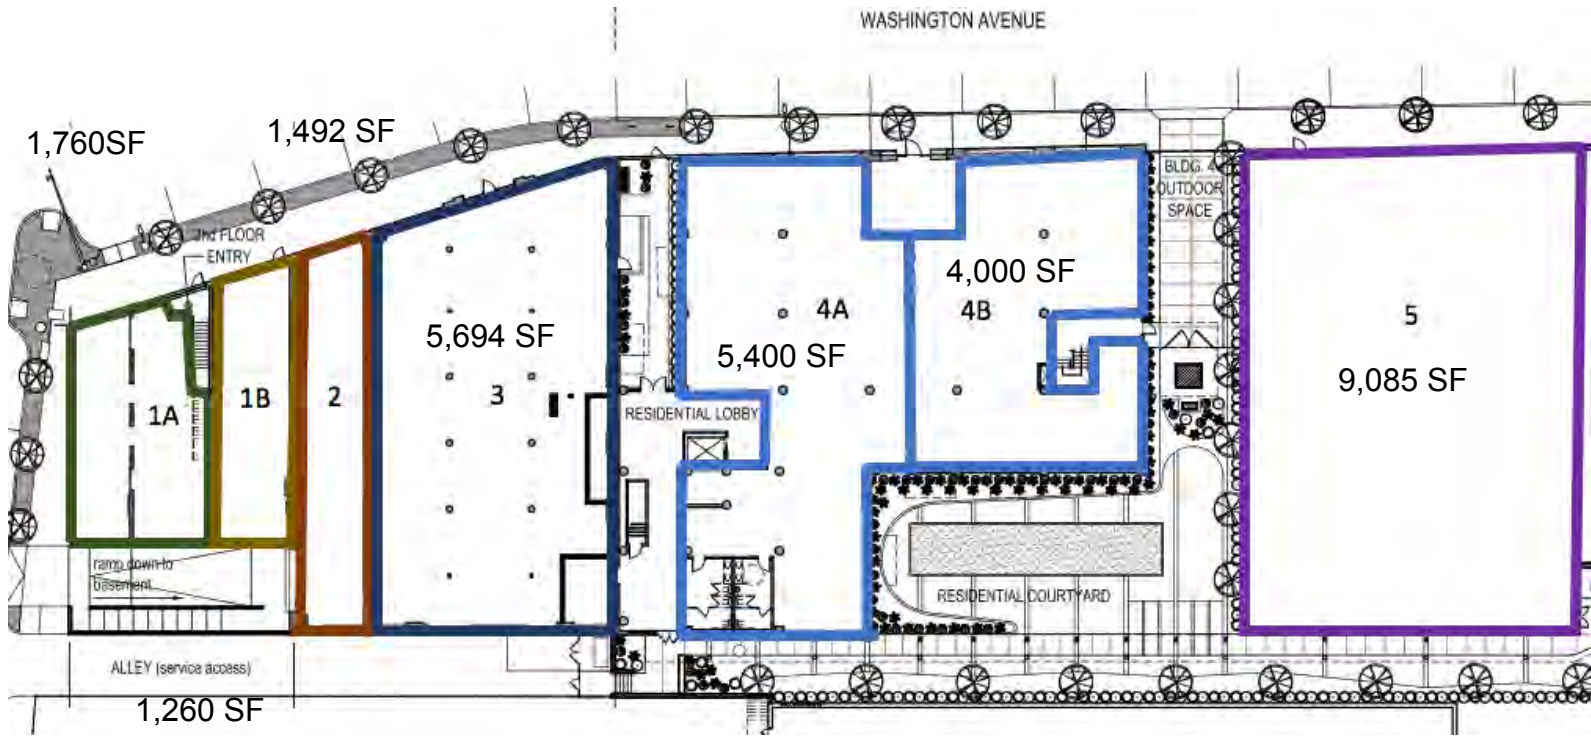 WASHINGTON AVENUE
1,760SF
1,492 SF
2nd FLOOR
ENTRY
BLDG. 4
OUTDOOR
SPACE
4,000 SF
4A
4B
5
5,694 SF
5,400 SF
9,085 SF
1A
1B
2
3
RESIDENTIAL LOBBY
ramp down to
basement
RESIDENTIAL COURTYARD
ALLEY (service access)
1,260 SF